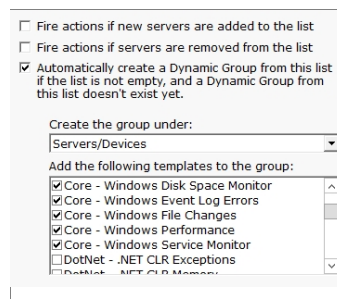 Fire actions if new servers are added to the list
Fire actions if servers are removed from the list
Automatically create a Dynamic Group from this list
if the list is not empty, and a Dynamic Group from
this list doesn't exist yet.
Create the group under:
Servers/Devices
Add the following templates to the group:
Core - Windows Disk Space Monitor
Core - Windows Event Log Errors
Core - Windows File Changes
Core - Windows Performance
Core - Windows Service Monitor
DotNet - .NET CLR Exceptions
DotNet - .NET CLR Memory